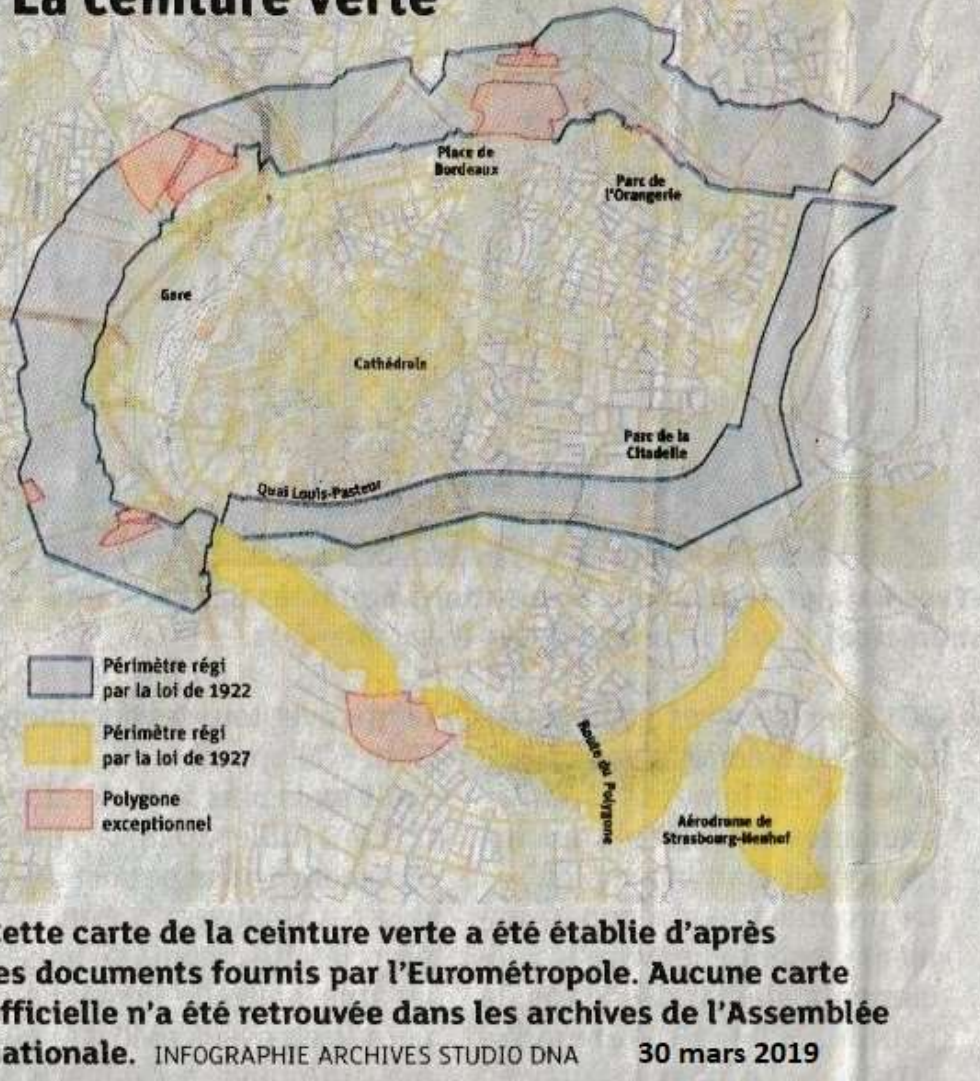 La ceinture verte
Place de
Bordeaux
Parc de
l'Orangerie
Gare
Cathédrale
Parc de la
Citadelle
Quai Louis-Pasteur
Périmètre régi
par la loi de 1922
Périmètre régi
par la loi de 1927
Polygone
exceptionnel
Route du Polygone
Aérodrome de
Strasbourg-Neuhof
ette carte de la ceinture verte a été établie d'après
es documents fournis par l'Eurométropole. Aucune carte
fficielle n'a été retrouvée dans les archives de l'Assemblée
ationale. INFOGRAPHIE ARCHIVES STUDIO DNA 30 mars 2019